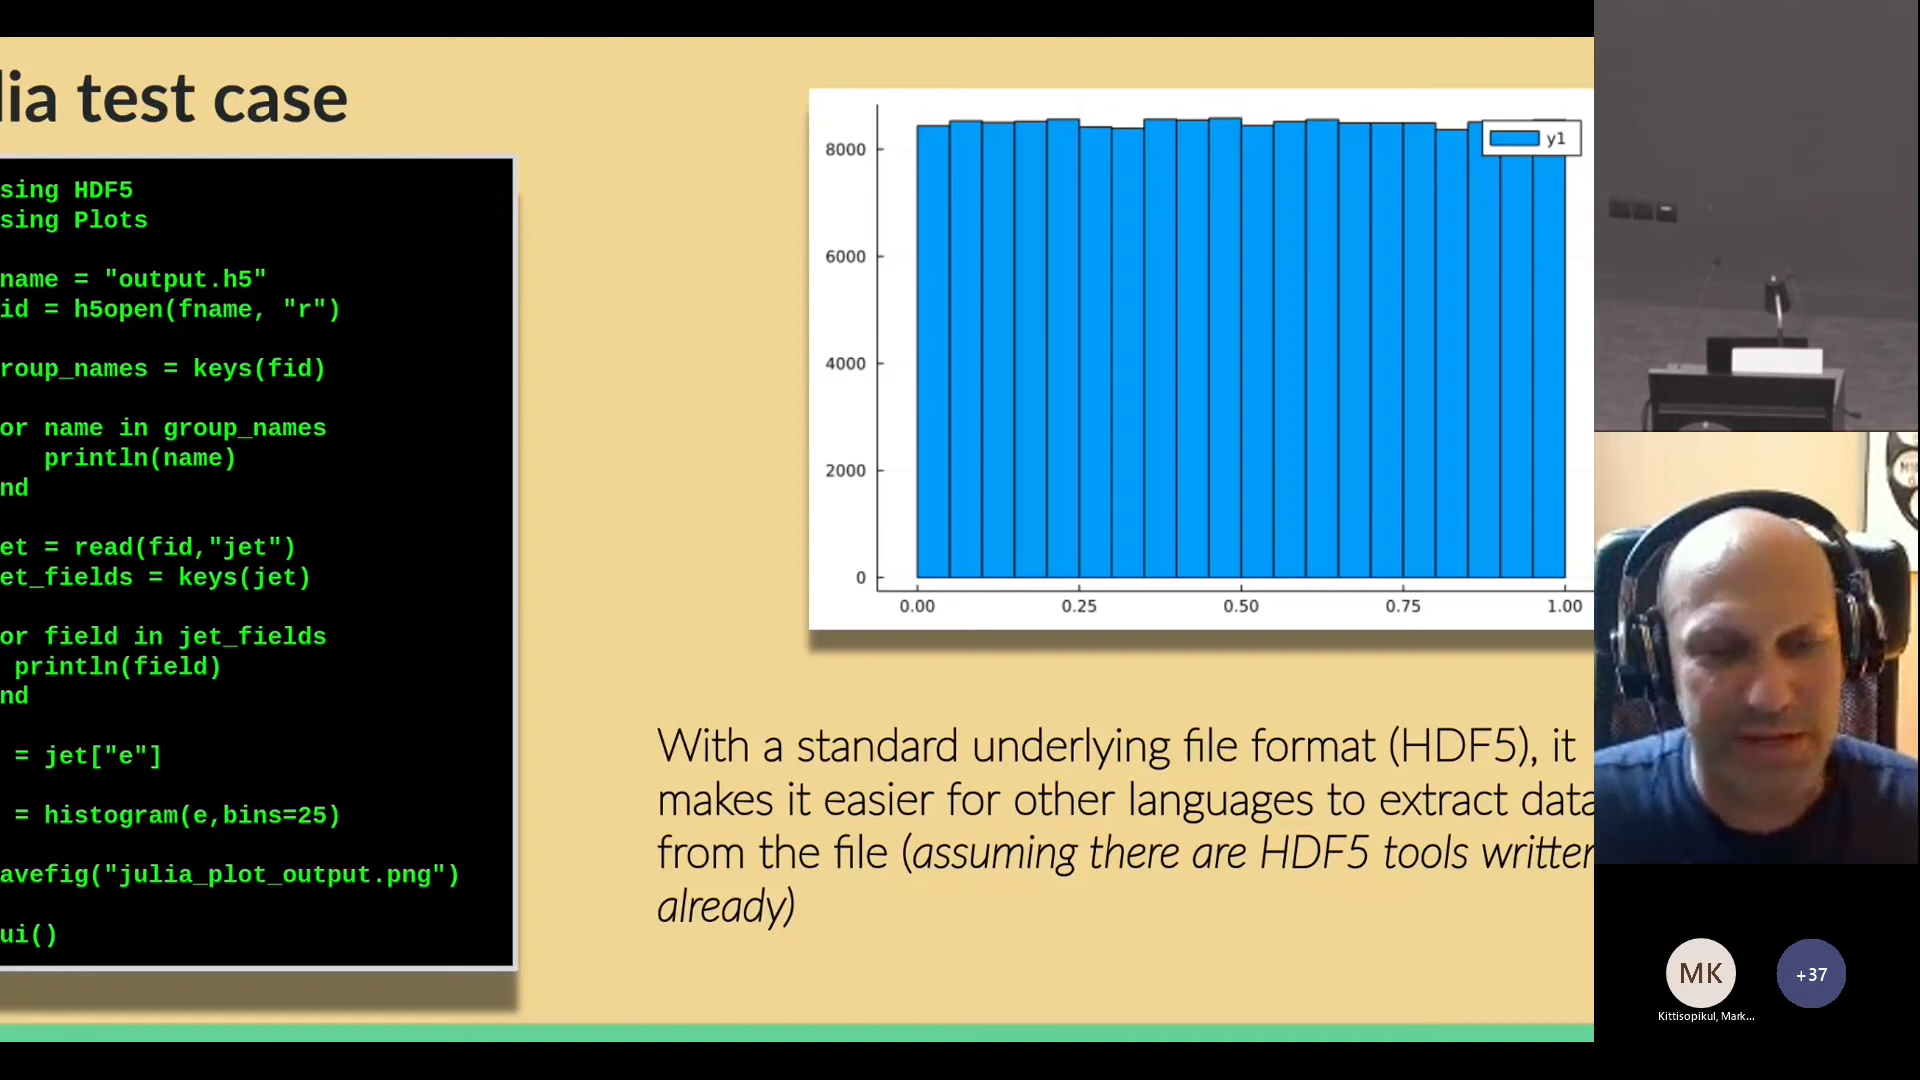 lia test case
sing HDF5
sing Plots
name = "output.h5"
id = h5open(fname, "r")
roup_names = keys(fid)
or name in group_names
println(name)
nd
et = read(fid,"jet")
et_fields = keys(jet)
or field in jet_fields
println(field)
nd
= jet["e"]
= histogram(e,bins=25)
avefig("julia_plot_output.png")
ui()
y1
8000
6000
4000
2000
0
0.00 0.25 0.50 0.75 1.00
With a standard underlying file format (HDF5), it
makes it easier for other languages to extract data
from the file (assuming there are HDF5 tools written
already)
MK
+37
Kittisopikul, Mark...